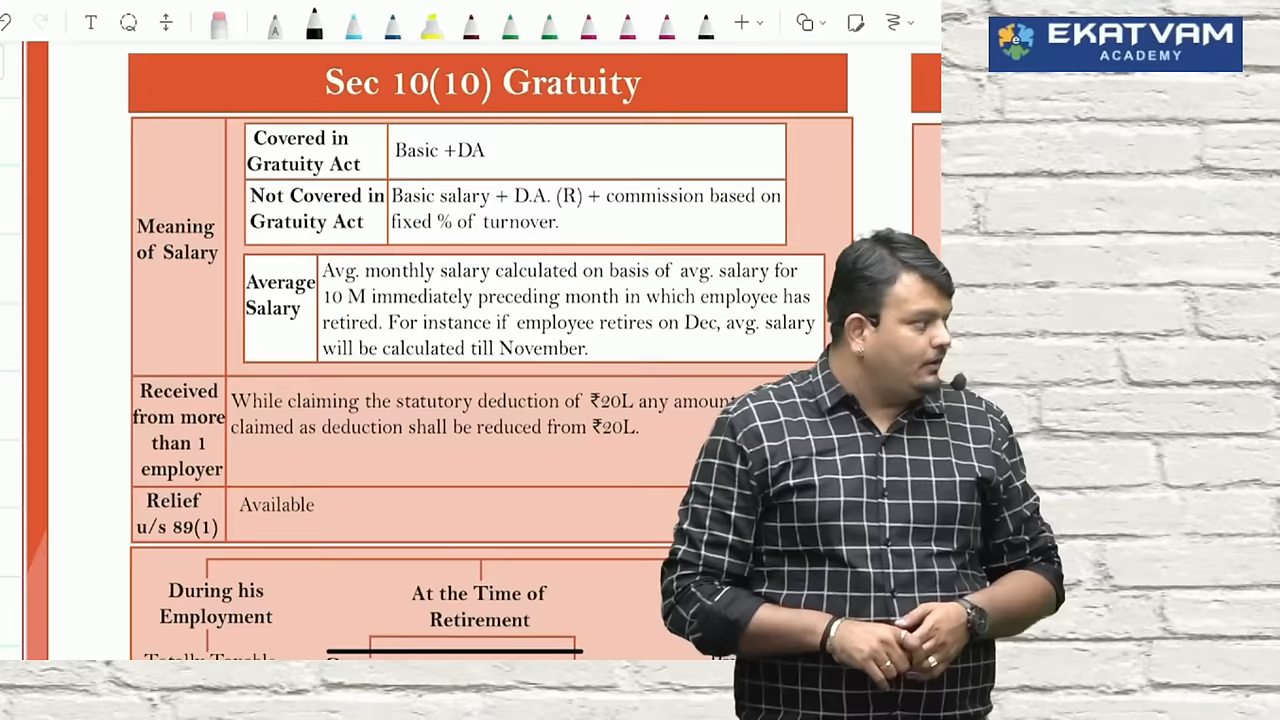 T
A
EKATVAM
ACADEMY
Sec 10(10) Gratuity
Meaning
of Salary
Covered in
Gratuity Act
Basic +DA
Not Covered in
Gratuity Act
Basic salary + D.A. (R) + commission based on
fixed % of turnover.
Average
Salary
Avg. monthly salary calculated on basis of avg. salary for
10 M immediately preceding month in which employee has
retired. For instance if employee retires on Dec, avg. salary
will be calculated till November.
Received
from more
than 1
employer
While claiming the statutory deduction of ₹20L any amoun
claimed as deduction shall be reduced from ₹20L.
Relief
u/s 89(1)
Available
During his
Employment
At the Time of
Retirement
Totally Taxable